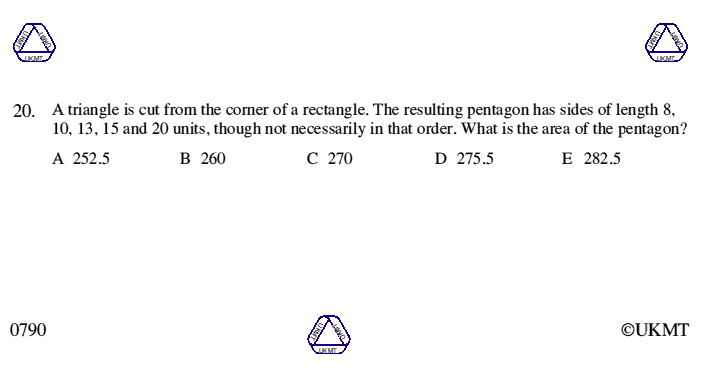 UKMT UKMT UKMT
UKMT UKMT UKMT
20. A triangle is cut from the corner of a rectangle. The resulting pentagon has sides of length 8,
10, 13, 15 and 20 units, though not necessarily in that order. What is the area of the pentagon?
A 252.5 B 260 C 270 D 275.5 E 282.5
0790
UKMT UKMT UKMT
©UKMT